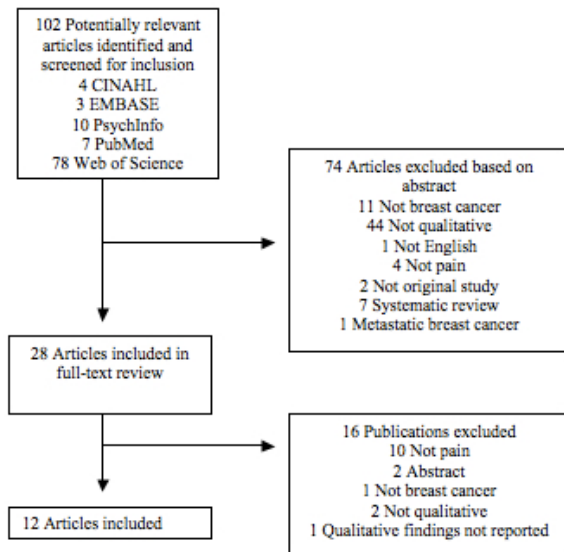 102 Potentially relevant
articles identified and
screened for inclusion
4 CINAHL
3 EMBASE
10 PsychInfo
7 PubMed
78 Web of Science
74 Articles excluded based on
abstract
11 Not breast cancer
44 Not qualitative
1 Not English
4 Not pain
2 Not original study
7 Systematic review
1 Metastatic breast cancer
28 Articles included in
full-text review
16 Publications excluded
10 Not pain
2 Abstract
1 Not breast cancer
2 Not qualitative
1 Qualitative findings not reported
12 Articles included